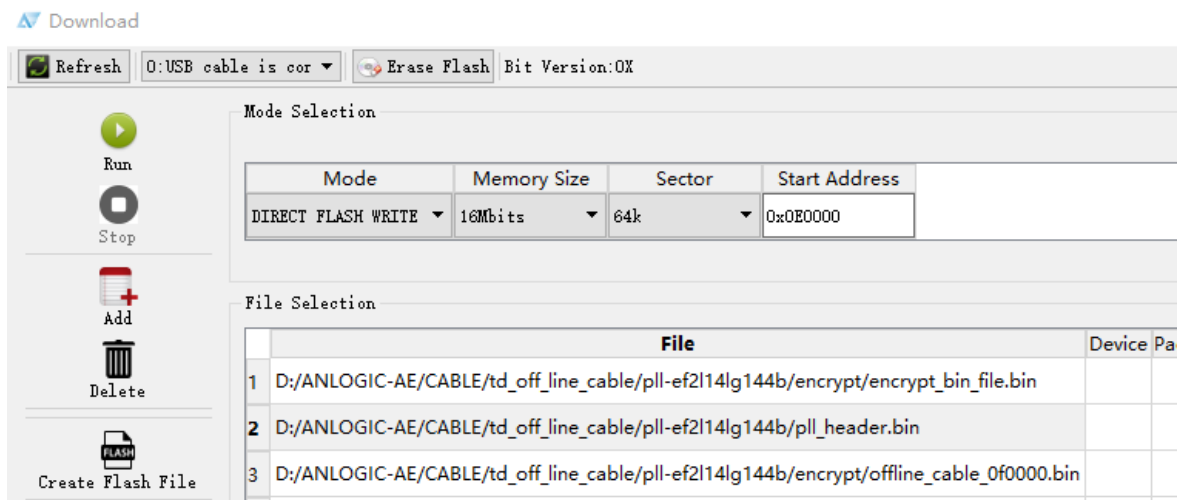 Download
Refresh 0:USB cable is cor Erase Flash Bit Version:0X
Run
Stop
Add
Delete
FLASH
Create Flash File
Mode Selection
Mode Memory Size Sector Start Address
DIRECT FLASH WRITE 16Mbits 64k 0x0E0000
File Selection
File Device Pa
1 D:/ANLOGIC-AE/CABLE/td_off_line_cable/pll-ef2l14lg144b/encrypt/encrypt_bin_file.bin
2 D:/ANLOGIC-AE/CABLE/td_off_line_cable/pll-ef2l14lg144b/pll_header.bin
3 D:/ANLOGIC-AE/CABLE/td_off_line_cable/pll-ef2l14lg144b/encrypt/offline_cable_0f0000.bin